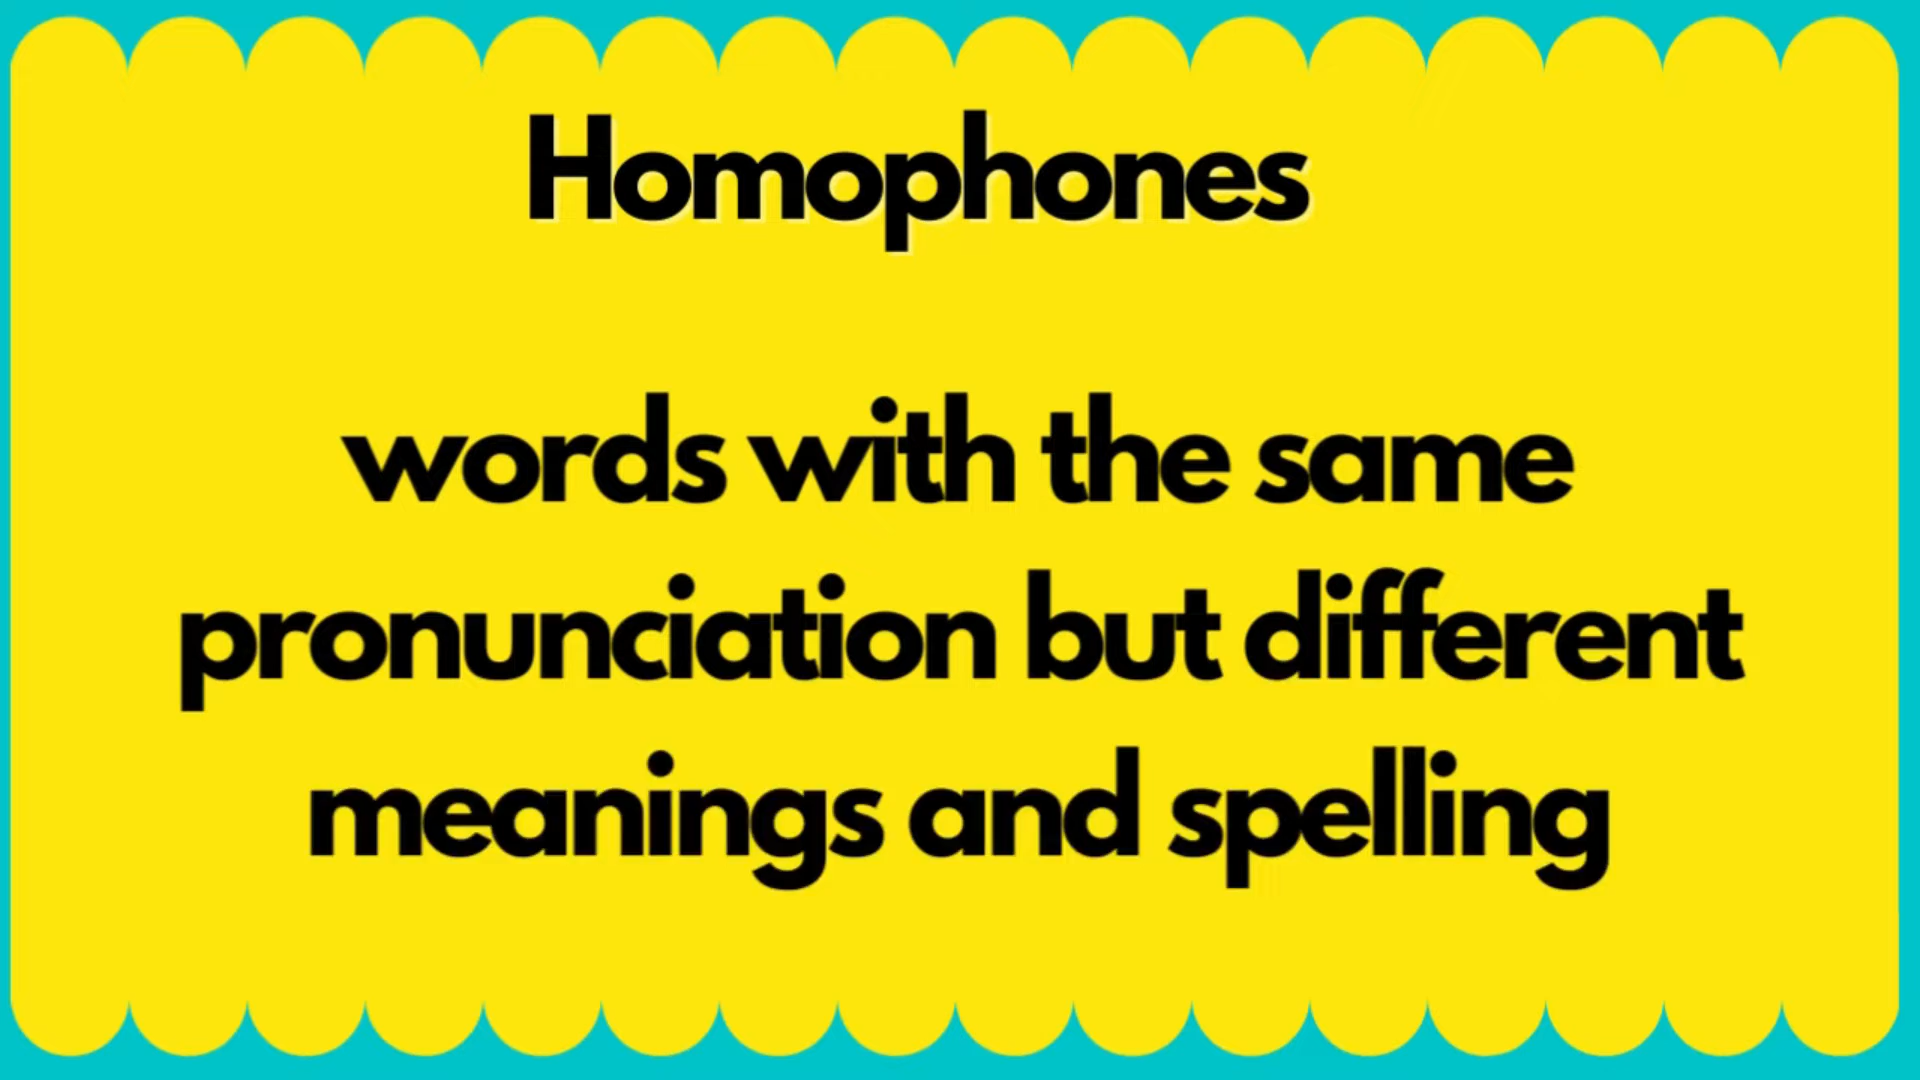 Homophones
words with the same
pronunciation but different
meanings and spelling